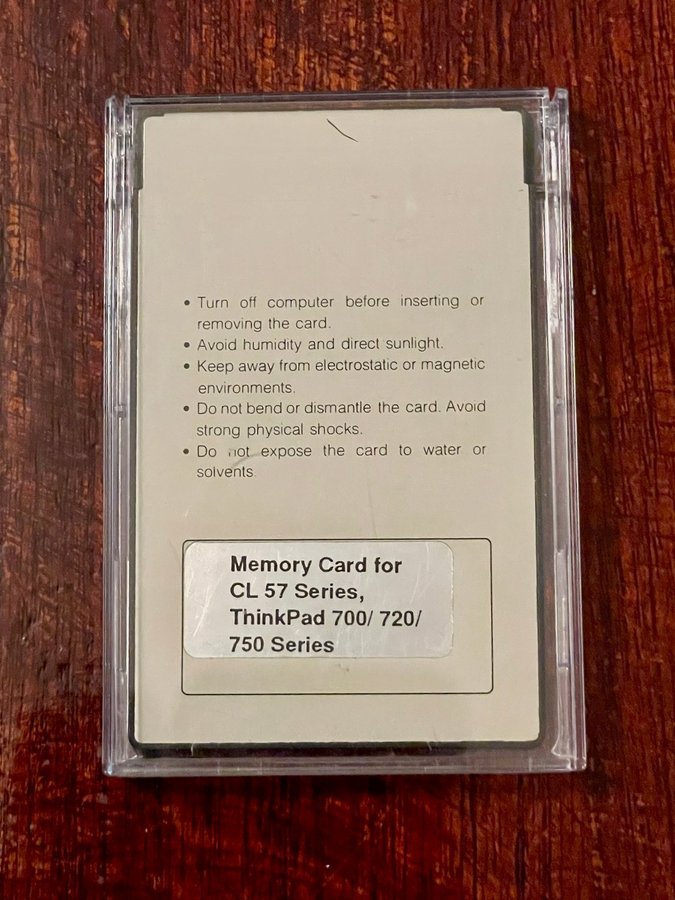 • Turn off computer before inserting or
removing the card.
• Avoid humidity and direct sunlight.
• Keep away from electrostatic or magnetic
environments.
• Do not bend or dismantle the card. Avoid
strong physical shocks.
• Do not expose the card to water or
solvents.
Memory Card for
CL 57 Series,
ThinkPad 700/ 720/
750 Series